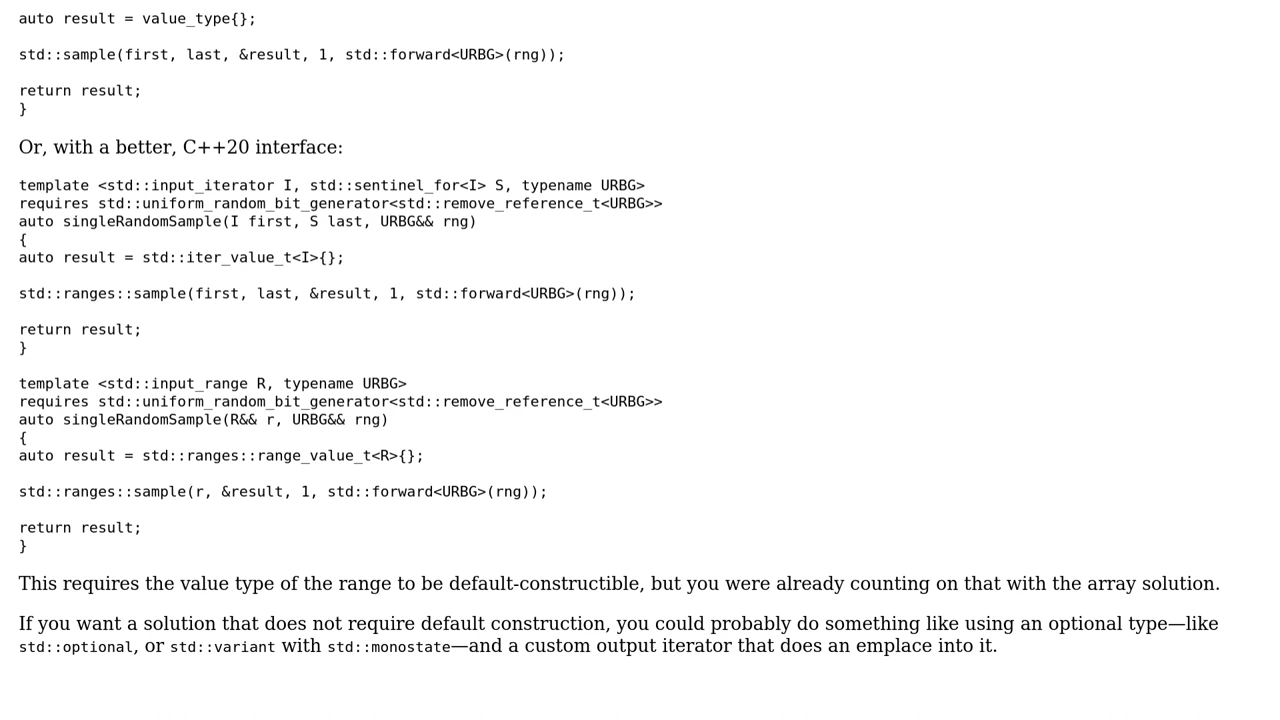 auto result = value_type{};
std::sample(first, last, &result, 1, std::forward<URBG>(rng));
return result;
}
Or, with a better, C++20 interface:
template <std::input_iterator I, std::sentinel_for<I> S, typename URBG>
requires std::uniform_random_bit_generator<std::remove_reference_t<URBG>>
auto singleRandomSample(I first, S last, URBG&& rng)
{
auto result = std::iter_value_t<I>{};
std::ranges::sample(first, last, &result, 1, std::forward<URBG>(rng));
return result;
}
template <std::input_range R, typename URBG>
requires std::uniform_random_bit_generator<std::remove_reference_t<URBG>>
auto singleRandomSample(R&& r, URBG&& rng)
{
auto result = std::ranges::range_value_t<R>{};
std::ranges::sample(r, &result, 1, std::forward<URBG>(rng));
return result;
}
This requires the value type of the range to be default-constructible, but you were already counting on that with the array solution.
If you want a solution that does not require default construction, you could probably do something like using an optional type—like
std::optional, or std::variant with std::monostate—and a custom output iterator that does an emplace into it.